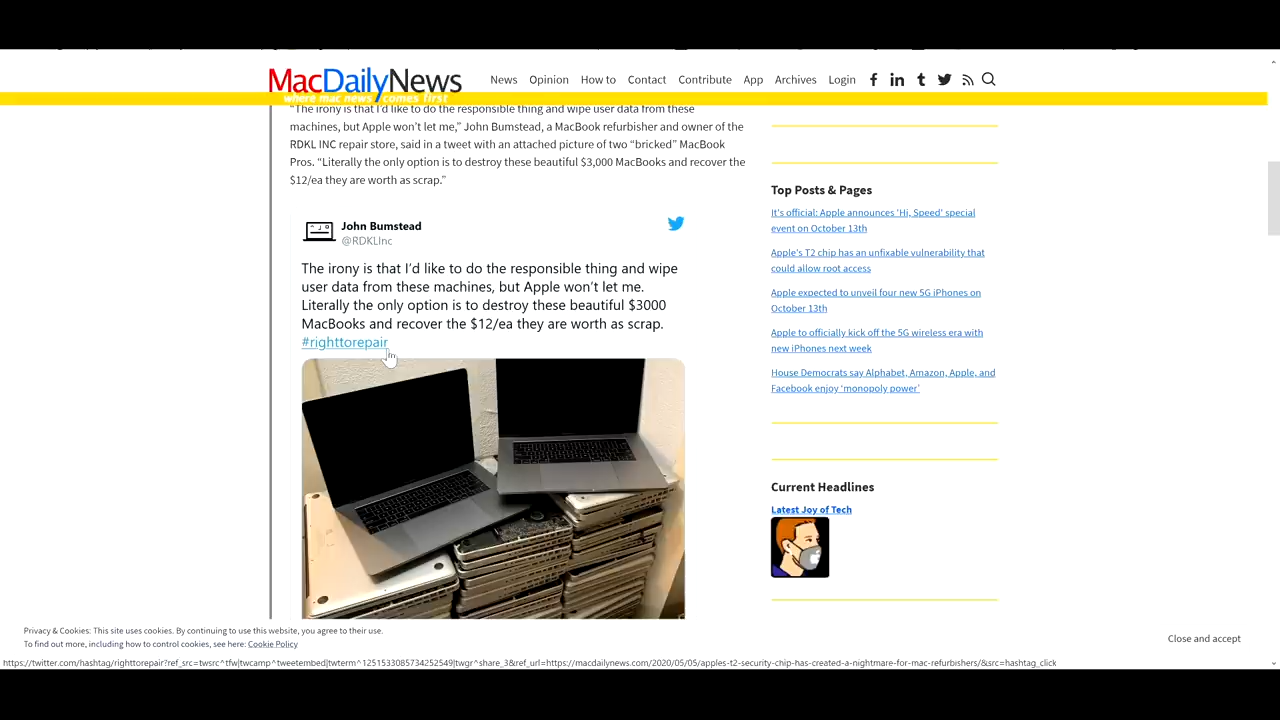 MacDailyNews
where mac news comes first
News Opinion How to Contact Contribute App Archives Login
"The irony is that I'd like to do the responsible thing and wipe user data from these
machines, but Apple won't let me," John Bumstead, a MacBook refurbisher and owner of the
RDKL INC repair store, said in a tweet with an attached picture of two "bricked" MacBook
Pros. "Literally the only option is to destroy these beautiful $3,000 MacBooks and recover the
$12/ea they are worth as scrap."
John Bumstead
@RDKLInc
The irony is that I'd like to do the responsible thing and wipe
user data from these machines, but Apple won't let me.
Literally the only option is to destroy these beautiful $3000
MacBooks and recover the $12/ea they are worth as scrap.
#righttorepair
Top Posts & Pages
It's official: Apple announces 'Hi, Speed' special
event on October 13th
Apple's T2 chip has an unfixable vulnerability that
could allow root access
Apple expected to unveil four new 5G iPhones on
October 13th
Apple to officially kick off the 5G wireless era with
new iPhones next week
House Democrats say Alphabet, Amazon, Apple, and
Facebook enjoy 'monopoly power'
Current Headlines
Latest Joy of Tech
Privacy & Cookies: This site uses cookies. By continuing to use this website, you agree to their use.
To find out more, including how to control cookies, see here: Cookie Policy
Close and accept
https://twitter.com/hashtag/righttorepair?ref_src=twsrc^tfw|twcamp^tweetembed|twterm^1251533085734252549|twgr^share_3&ref_url=https://macdailynews.com/2020/05/05/apples-t2-security-chip-has-created-a-nightmare-for-mac-refurbishers/&src=hashtag_click